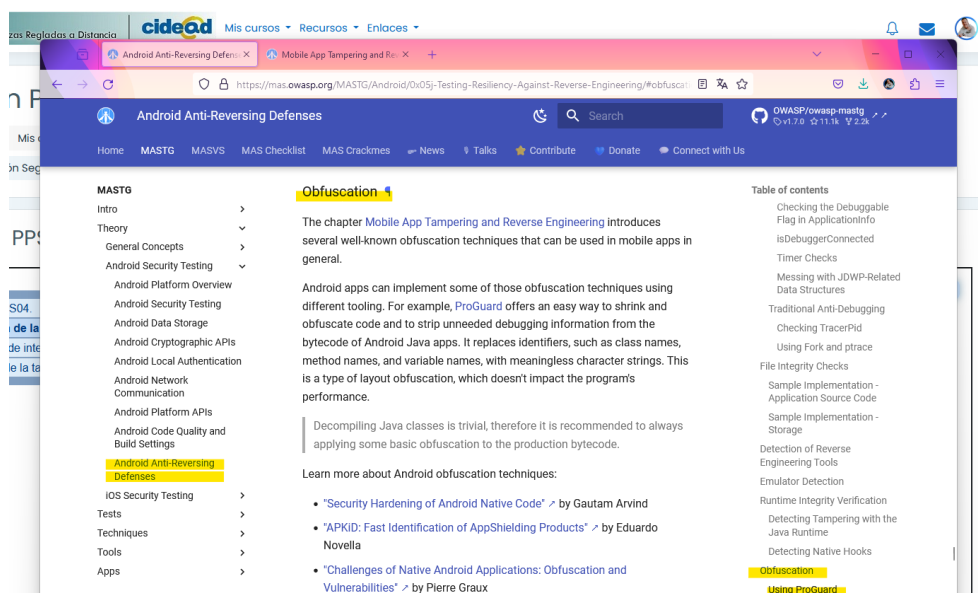 zas Regladas a Distancia
cidead
Mis cursos
Recursos
Enlaces
Android Anti-Reversing Defens
Mobile App Tampering and Re
https://mas.owasp.org/MASTG/Android/0x05j-Testing-Resiliency-Against-Reverse-Engineering/#obfuscat
Android Anti-Reversing Defenses
Search
OWASP/owasp-mastg
v1.7.0 11.1k 2.2k
Home MASTG MASVS MAS Checklist MAS Crackmes News Talks Contribute Donate Connect with Us
Mis
ón Seg
PPS
S04.
de la
de inte
de la ta
MASTG
Intro
Theory
General Concepts
Android Security Testing
Android Platform Overview
Android Security Testing
Android Data Storage
Android Cryptographic APIs
Android Local Authentication
Android Network
Communication
Android Platform APIs
Android Code Quality and
Build Settings
Android Anti-Reversing
Defenses
iOS Security Testing
Tests
Techniques
Tools
Apps
Obfuscation ¶
The chapter Mobile App Tampering and Reverse Engineering introduces
several well-known obfuscation techniques that can be used in mobile apps in
general.
Android apps can implement some of those obfuscation techniques using
different tooling. For example, ProGuard offers an easy way to shrink and
obfuscate code and to strip unneeded debugging information from the
bytecode of Android Java apps. It replaces identifiers, such as class names,
method names, and variable names, with meaningless character strings. This
is a type of layout obfuscation, which doesn't impact the program's
performance.
Decompiling Java classes is trivial, therefore it is recommended to always
applying some basic obfuscation to the production bytecode.
Learn more about Android obfuscation techniques:
• "Security Hardening of Android Native Code" by Gautam Arvind
• "APKiD: Fast Identification of AppShielding Products" by Eduardo
Novella
• "Challenges of Native Android Applications: Obfuscation and
Vulnerabilities" by Pierre Graux
Table of contents
Checking the Debuggable
Flag in ApplicationInfo
isDebuggerConnected
Timer Checks
Messing with JDWP-Related
Data Structures
Traditional Anti-Debugging
Checking TracerPid
Using Fork and ptrace
File Integrity Checks
Sample Implementation -
Application Source Code
Sample Implementation -
Storage
Detection of Reverse
Engineering Tools
Emulator Detection
Runtime Integrity Verification
Detecting Tampering with the
Java Runtime
Detecting Native Hooks
Obfuscation
Using ProGuard